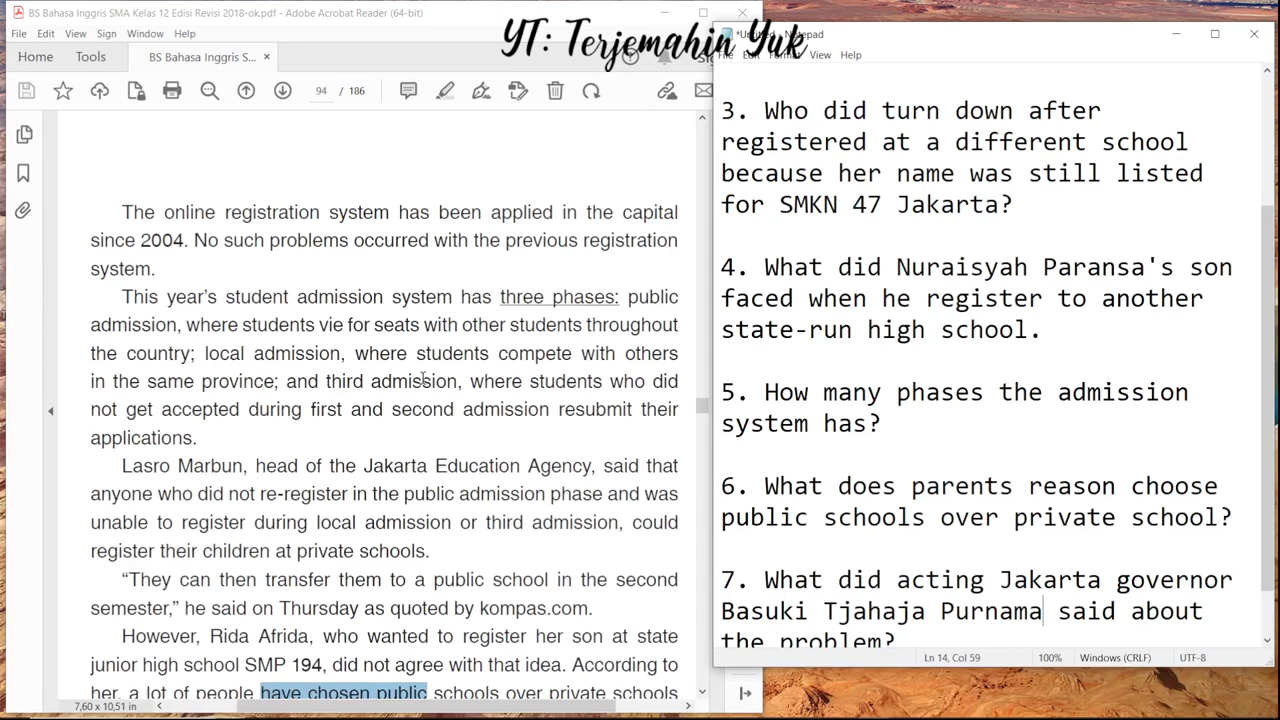 BS Bahasa Inggris SMA Kelas 12 Edisi Revisi 2018-ok.pdf - Adobe Acrobat Reader (64-bit)
File Edit View Sign Window Help
Home Tools BS Bahasa Inggris S... ×
94 / 186
YT: Terjemahin Yuk
The online registration system has been applied in the capital
since 2004. No such problems occurred with the previous registration
system.
This year's student admission system has three phases: public
admission, where students vie for seats with other students throughout
the country; local admission, where students compete with others
in the same province; and third admission, where students who did
not get accepted during first and second admission resubmit their
applications.
Lasro Marbun, head of the Jakarta Education Agency, said that
anyone who did not re-register in the public admission phase and was
unable to register during local admission or third admission, could
register their children at private schools.
“They can then transfer them to a public school in the second
semester,” he said on Thursday as quoted by kompas.com.
However, Rida Afrida, who wanted to register her son at state
junior high school SMP 194, did not agree with that idea. According to
her, a lot of people have chosen public schools over private schools
7,60 x 10,51 in
*Untitled - Notepad
File Edit Format View Help
3. Who did turn down after
registered at a different school
because her name was still listed
for SMKN 47 Jakarta?
4. What did Nuraisyah Paransa's son
faced when he register to another
state-run high school.
5. How many phases the admission
system has?
6. What does parents reason choose
public schools over private school?
7. What did acting Jakarta governor
Basuki Tjahaja Purnama said about
the problem?
Ln 14, Col 59 100% Windows (CRLF) UTF-8